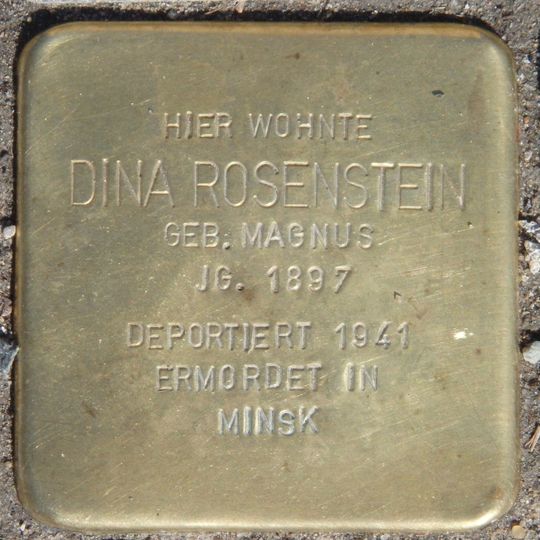 HIER WOHNTE
DINA ROSENSTEIN
GEB. MAGNUS
JG. 1897
DEPORTIERT 1941
ERMORDET IN
MINSK